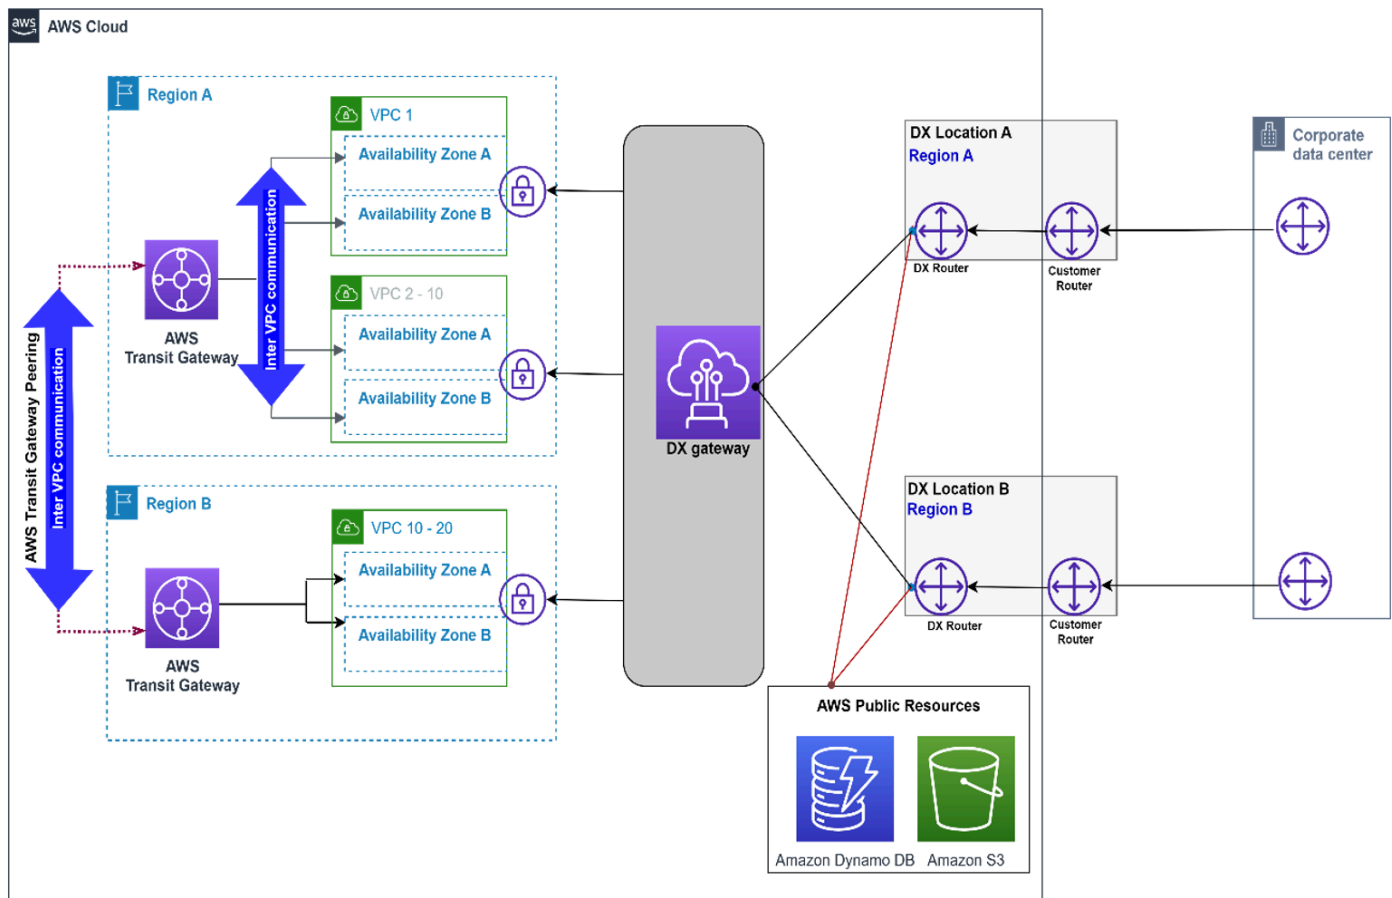 aws
AWS Cloud
Region A
VPC 1
Availability Zone A
Availability Zone B
VPC 2 - 10
Availability Zone A
Availability Zone B
Inter VPC communication
AWS
Transit Gateway
AWS Transit Gateway Peering
Inter VPC communication
Region B
VPC 10 - 20
Availability Zone A
Availability Zone B
AWS
Transit Gateway
DX gateway
DX Location A
Region A
DX Router
Customer
Router
DX Location B
Region B
DX Router
Customer
Router
Corporate
data center
AWS Public Resources
Amazon Dynamo DB
Amazon S3